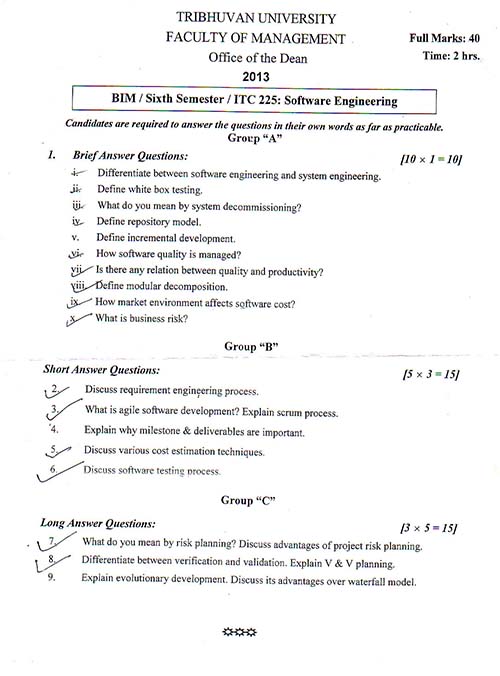 TRIBHUVAN UNIVERSITY
FACULTY OF MANAGEMENT
Full Marks: 40
Office of the Dean
Time: 2 hrs.
2013
BIM / Sixth Semester / ITC 225: Software Engineering
Candidates are required to answer the questions in their own words as far as practicable.
Group “A”
1. Brief Answer Questions: [10 × 1 = 10]
i. Differentiate between software engineering and system engineering.
ii. Define white box testing.
iii. What do you mean by system decommissioning?
iv. Define repository model.
v. Define incremental development.
vi. How software quality is managed?
vii. Is there any relation between quality and productivity?
viii. Define modular decomposition.
ix. How market environment affects software cost?
x. What is business risk?
Group “B”
Short Answer Questions: [5 × 3 = 15]
2. Discuss requirement engineering process.
3. What is agile software development? Explain scrum process.
4. Explain why milestone & deliverables are important.
5. Discuss various cost estimation techniques.
6. Discuss software testing process.
Group “C”
Long Answer Questions: [3 × 5 = 15]
7. What do you mean by risk planning? Discuss advantages of project risk planning.
8. Differentiate between verification and validation. Explain V & V planning.
9. Explain evolutionary development. Discuss its advantages over waterfall model.